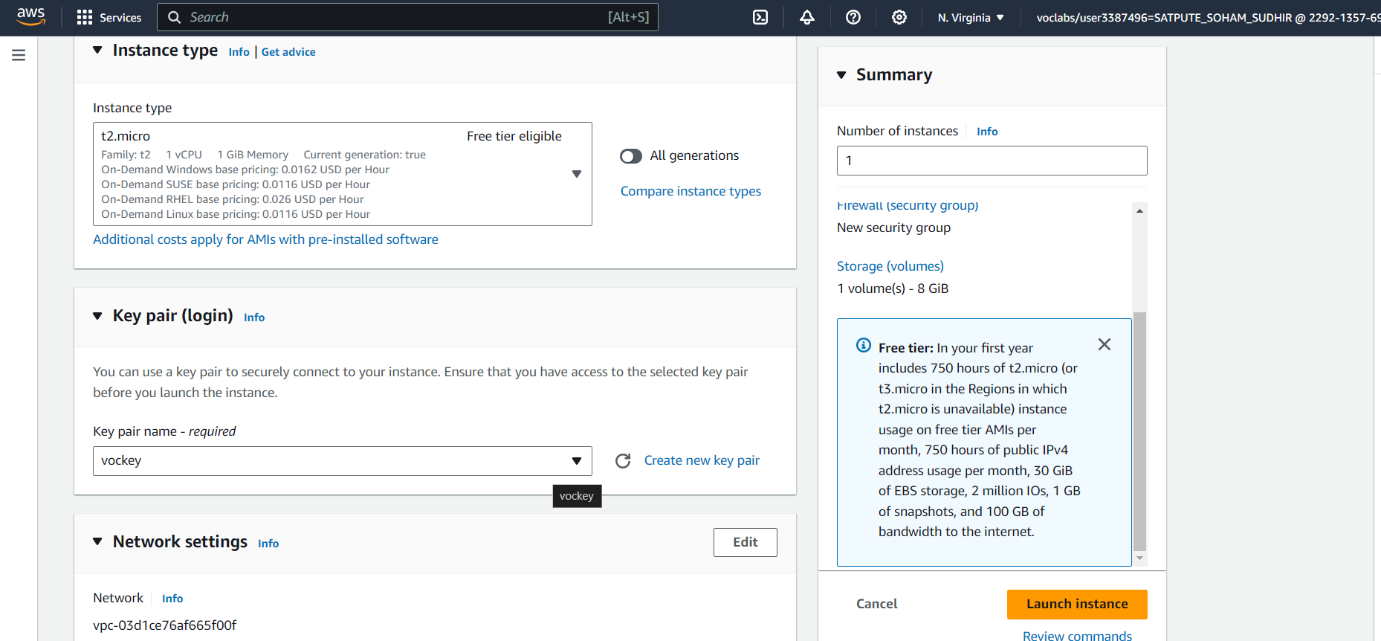 aws
Services
Search [Alt+S]
N. Virginia
voclabs/user3387496=SATPUTE_SOHAM_SUDHIR @ 2292-1357-69
Instance type Info | Get advice
Instance type
t2.micro Free tier eligible
Family: t2 1 vCPU 1 GiB Memory Current generation: true
On-Demand Windows base pricing: 0.0162 USD per Hour
On-Demand SUSE base pricing: 0.0116 USD per Hour
On-Demand RHEL base pricing: 0.026 USD per Hour
On-Demand Linux base pricing: 0.0116 USD per Hour
All generations
Compare instance types
Additional costs apply for AMIs with pre-installed software
Key pair (login) Info
You can use a key pair to securely connect to your instance. Ensure that you have access to the selected key pair
before you launch the instance.
Key pair name - required
vockey
Create new key pair
vockey
Network settings Info
Edit
Network Info
vpc-03d1ce76af665f00f
Summary
Number of instances Info
1
Firewall (security group)
New security group
Storage (volumes)
1 volume(s) - 8 GiB
Free tier: In your first year
includes 750 hours of t2.micro (or
t3.micro in the Regions in which
t2.micro is unavailable) instance
usage on free tier AMIs per
month, 750 hours of public IPv4
address usage per month, 30 GiB
of EBS storage, 2 million IOs, 1 GB
of snapshots, and 100 GB of
bandwidth to the internet.
Cancel
Launch instance
Review commands